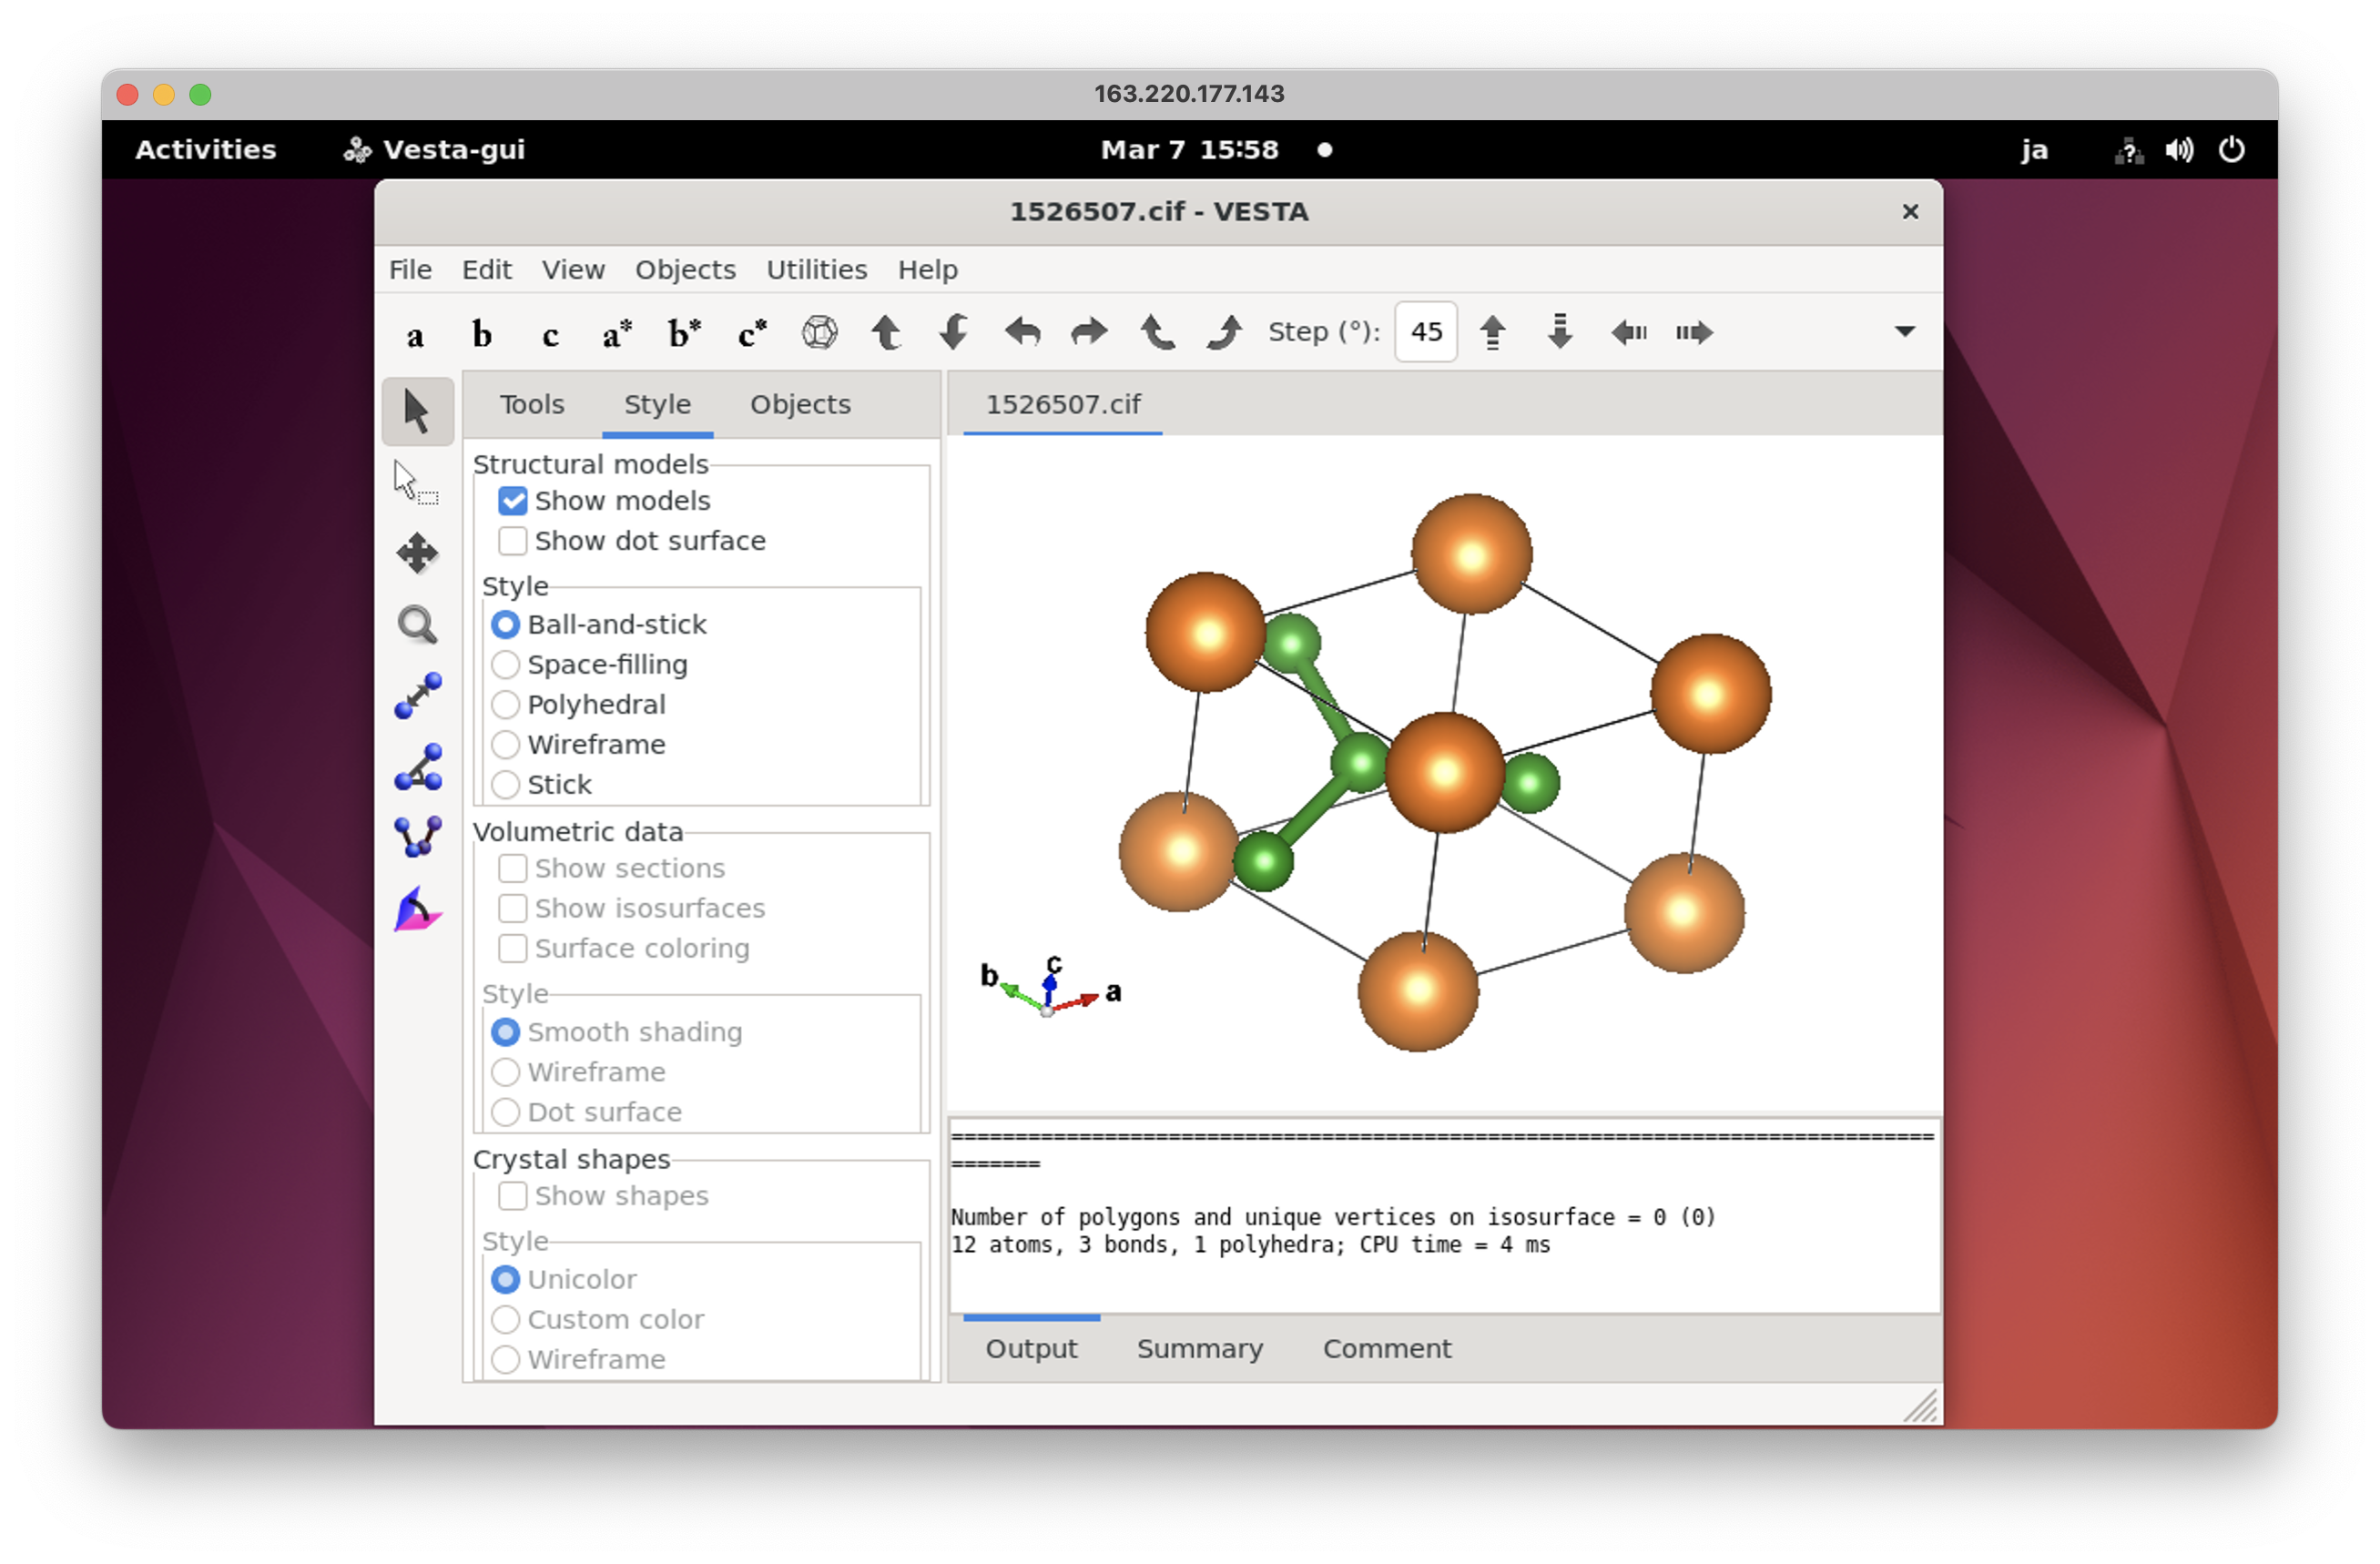 163.220.177.143
Activities Vesta-gui Mar 7 15:58 ja
1526507.cif - VESTA
File Edit View Objects Utilities Help
a b c a* b* c* Step (°): 45
Tools Style Objects
1526507.cif
Structural models
Show models
Show dot surface
Style
Ball-and-stick
Space-filling
Polyhedral
Wireframe
Stick
Volumetric data
Show sections
Show isosurfaces
Surface coloring
Style
Smooth shading
Wireframe
Dot surface
Crystal shapes
Show shapes
Style
Unicolor
Custom color
Wireframe
c
b
a
Number of polygons and unique vertices on isosurface = 0 (0)
12 atoms, 3 bonds, 1 polyhedra; CPU time = 4 ms
Output Summary Comment